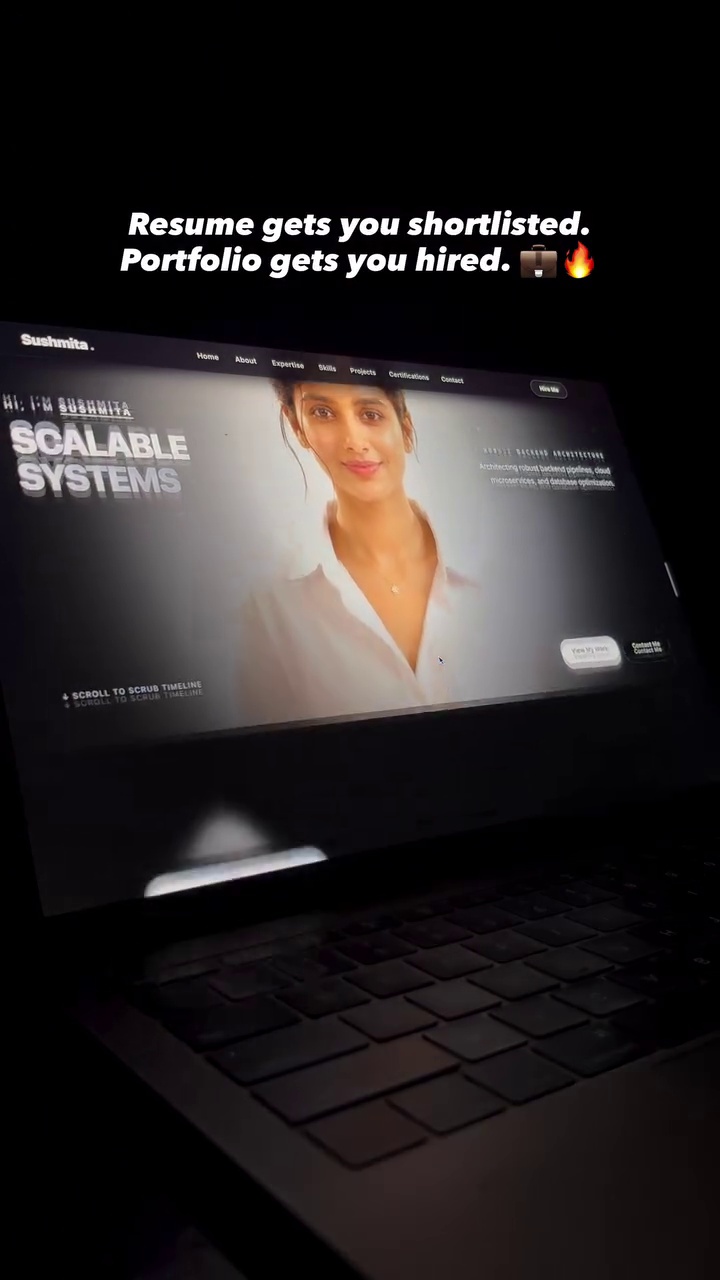 Resume gets you shortlisted.
Portfolio gets you hired. 💼🔥
Sushmita.
Home About Expertise Skills Projects Certifications Contact
Hire Me
HI, I'M SUSHMITA
SCALABLE
SYSTEMS
BACKEND ARCHITECTURE
Architecting robust backend pipelines, cloud
microservices, and database optimization.
View My Work
Contact Me
↓ SCROLL TO SCRUB TIMELINE